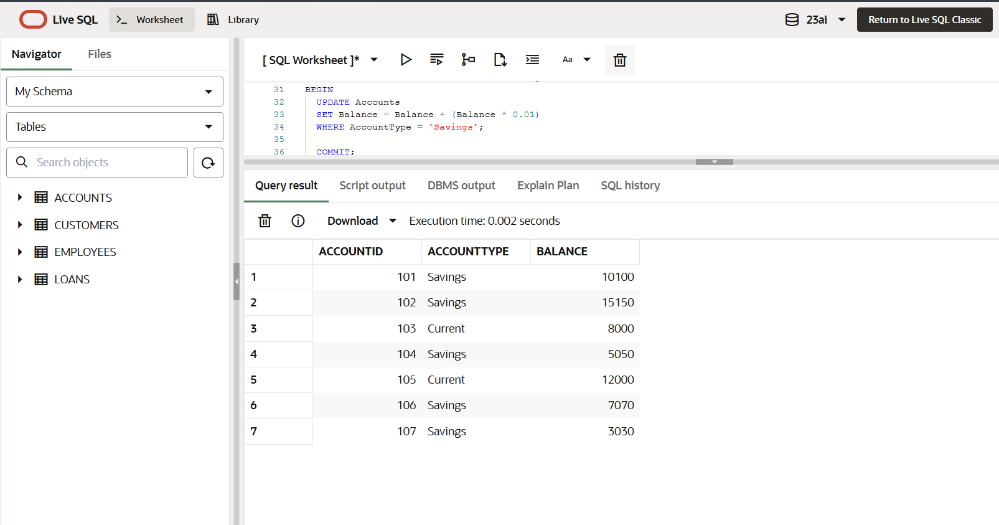 Live SQL Worksheet Library 23ai Return to Live SQL Classic
Navigator Files
My Schema
Tables
Search objects
ACCOUNTS
CUSTOMERS
EMPLOYEES
LOANS
[ SQL Worksheet ]* Aa
31 BEGIN
32 UPDATE Accounts
33 SET Balance = Balance + (Balance * 0.01)
34 WHERE AccountType = 'Savings';
35
36 COMMIT;
Query result Script output DBMS output Explain Plan SQL history
Download Execution time: 0.002 seconds
ACCOUNTID ACCOUNTTYPE BALANCE
1 101 Savings 10100
2 102 Savings 15150
3 103 Current 8000
4 104 Savings 5050
5 105 Current 12000
6 106 Savings 7070
7 107 Savings 3030